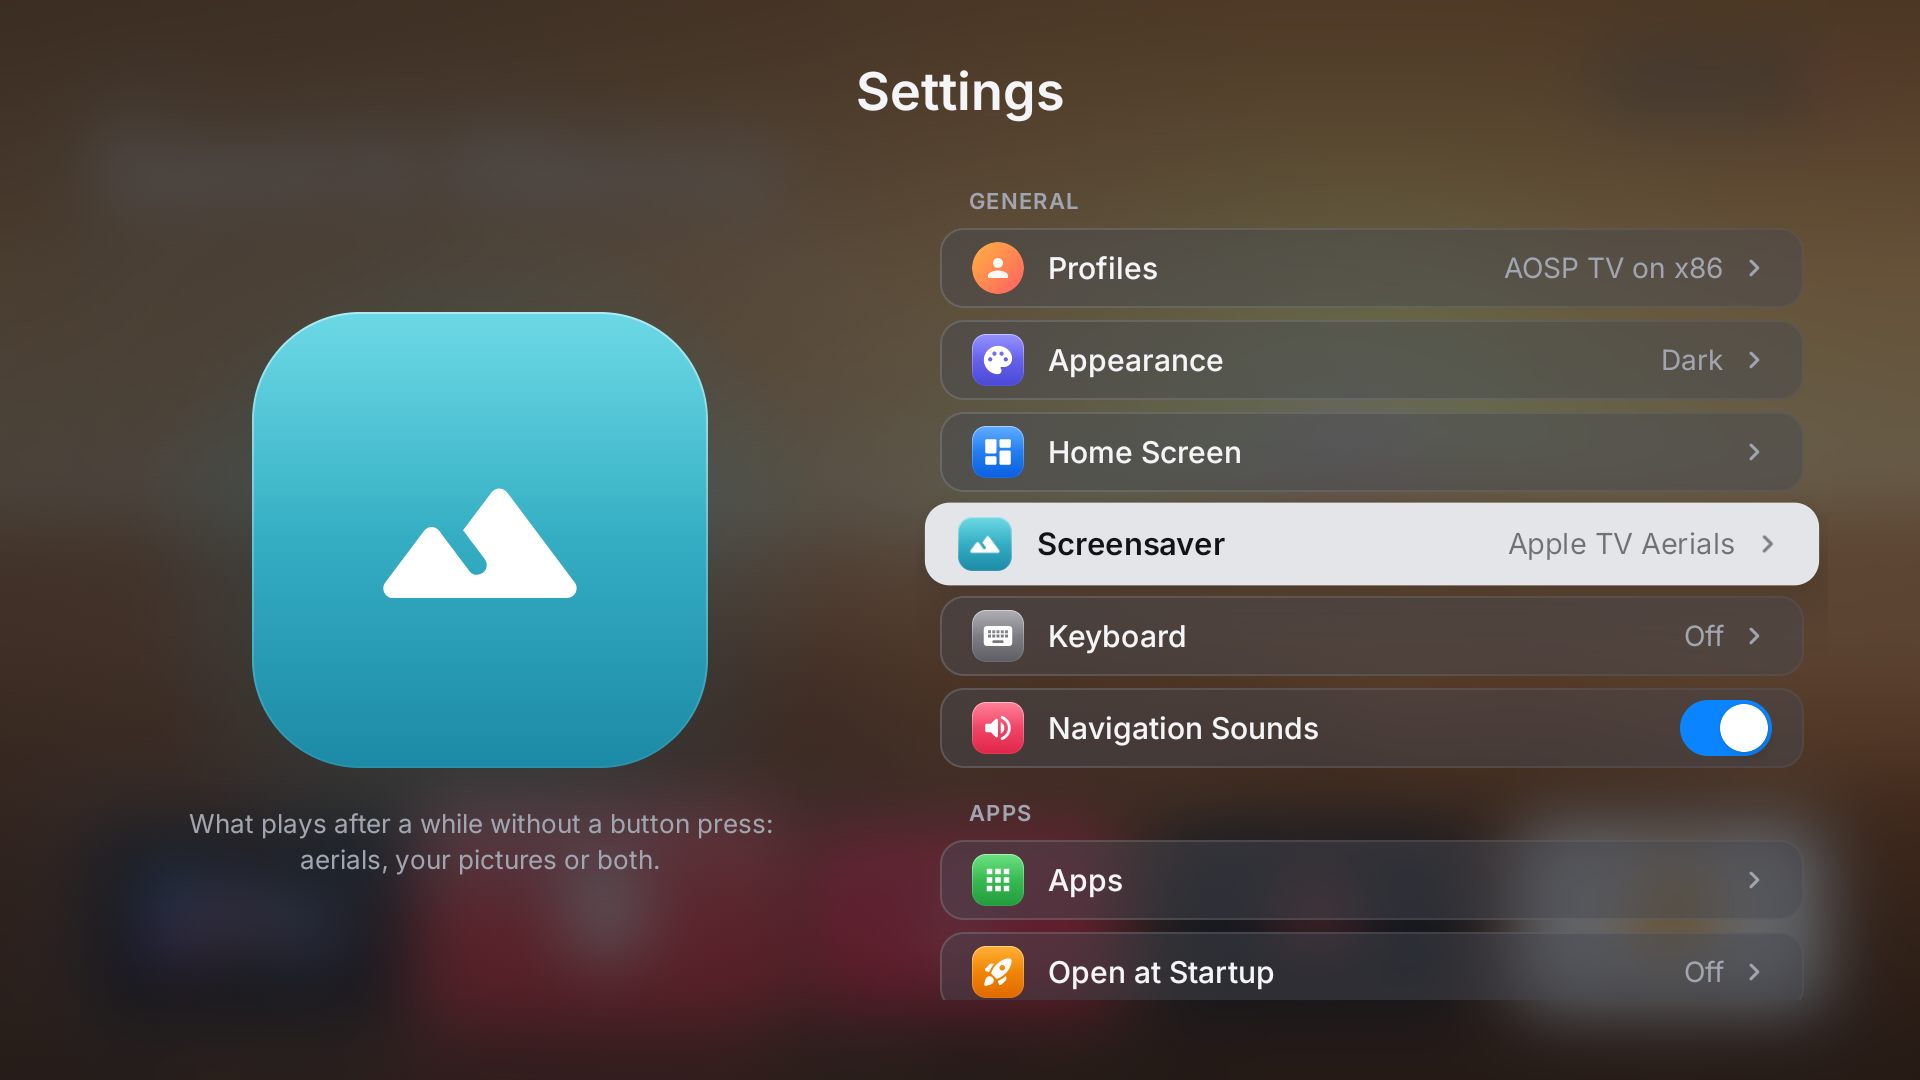 Settings
GENERAL
Profiles
AOSP TV on x86
Appearance
Dark
Home Screen
Screensaver
Apple TV Aerials
Keyboard
Off
Navigation Sounds
What plays after a while without a button press:
aerials, your pictures or both.
APPS
Apps
Open at Startup
Off